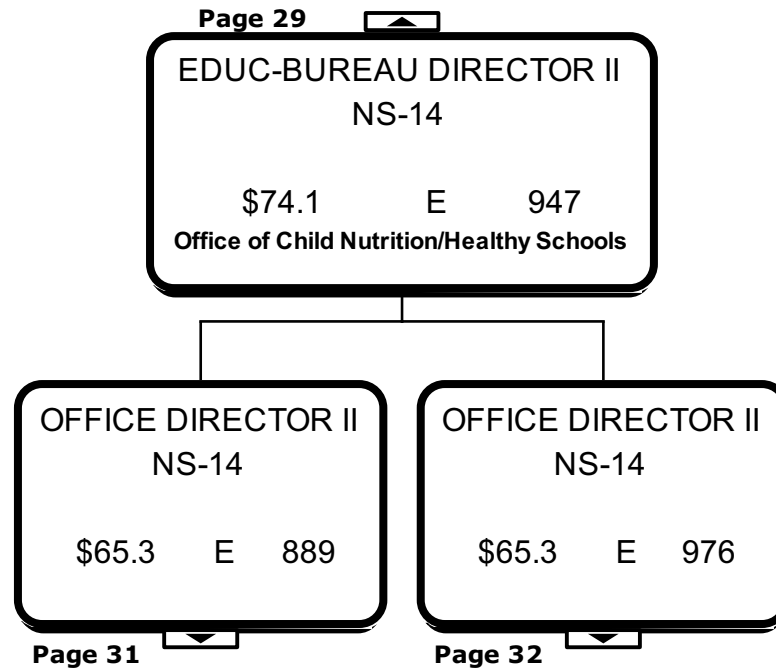 Page 29
EDUC-BUREAU DIRECTOR II
NS-14
$74.1 E 947
Office of Child Nutrition/Healthy Schools
OFFICE DIRECTOR II
NS-14
$65.3 E 889
Page 31
OFFICE DIRECTOR II
NS-14
$65.3 E 976
Page 32